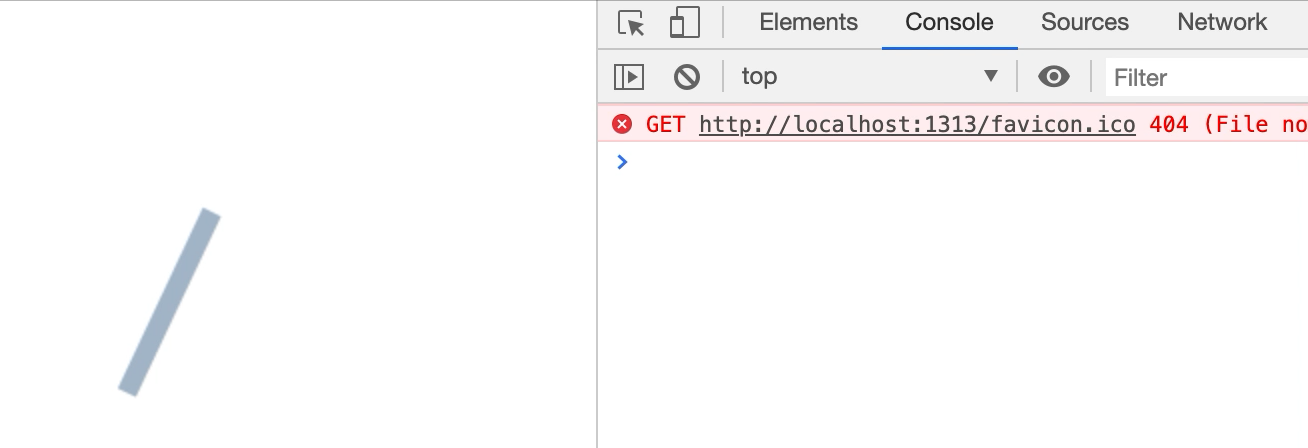 Elements Console Sources Network
top Filter
GET http://localhost:1313/favicon.ico 404 (File no